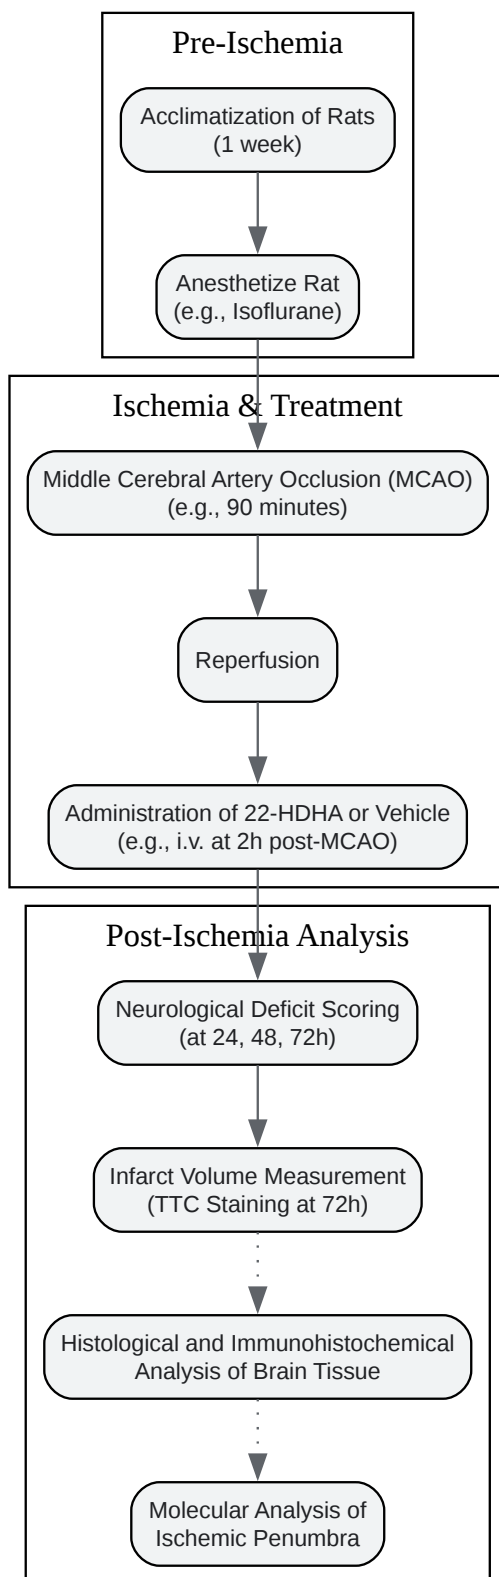 Pre-Ischemia
Acclimatization of Rats
(1 week)
Anesthetize Rat
(e.g., Isoflurane)
Ischemia & Treatment
Middle Cerebral Artery Occlusion (MCAO)
(e.g., 90 minutes)
Reperfusion
Administration of 22-HDHA or Vehicle
(e.g., i.v. at 2h post-MCAO)
Post-Ischemia Analysis
Neurological Deficit Scoring
(at 24, 48, 72h)
Infarct Volume Measurement
(TTC Staining at 72h)
Histological and Immunohistochemical
Analysis of Brain Tissue
Molecular Analysis of
Ischemic Penumbra